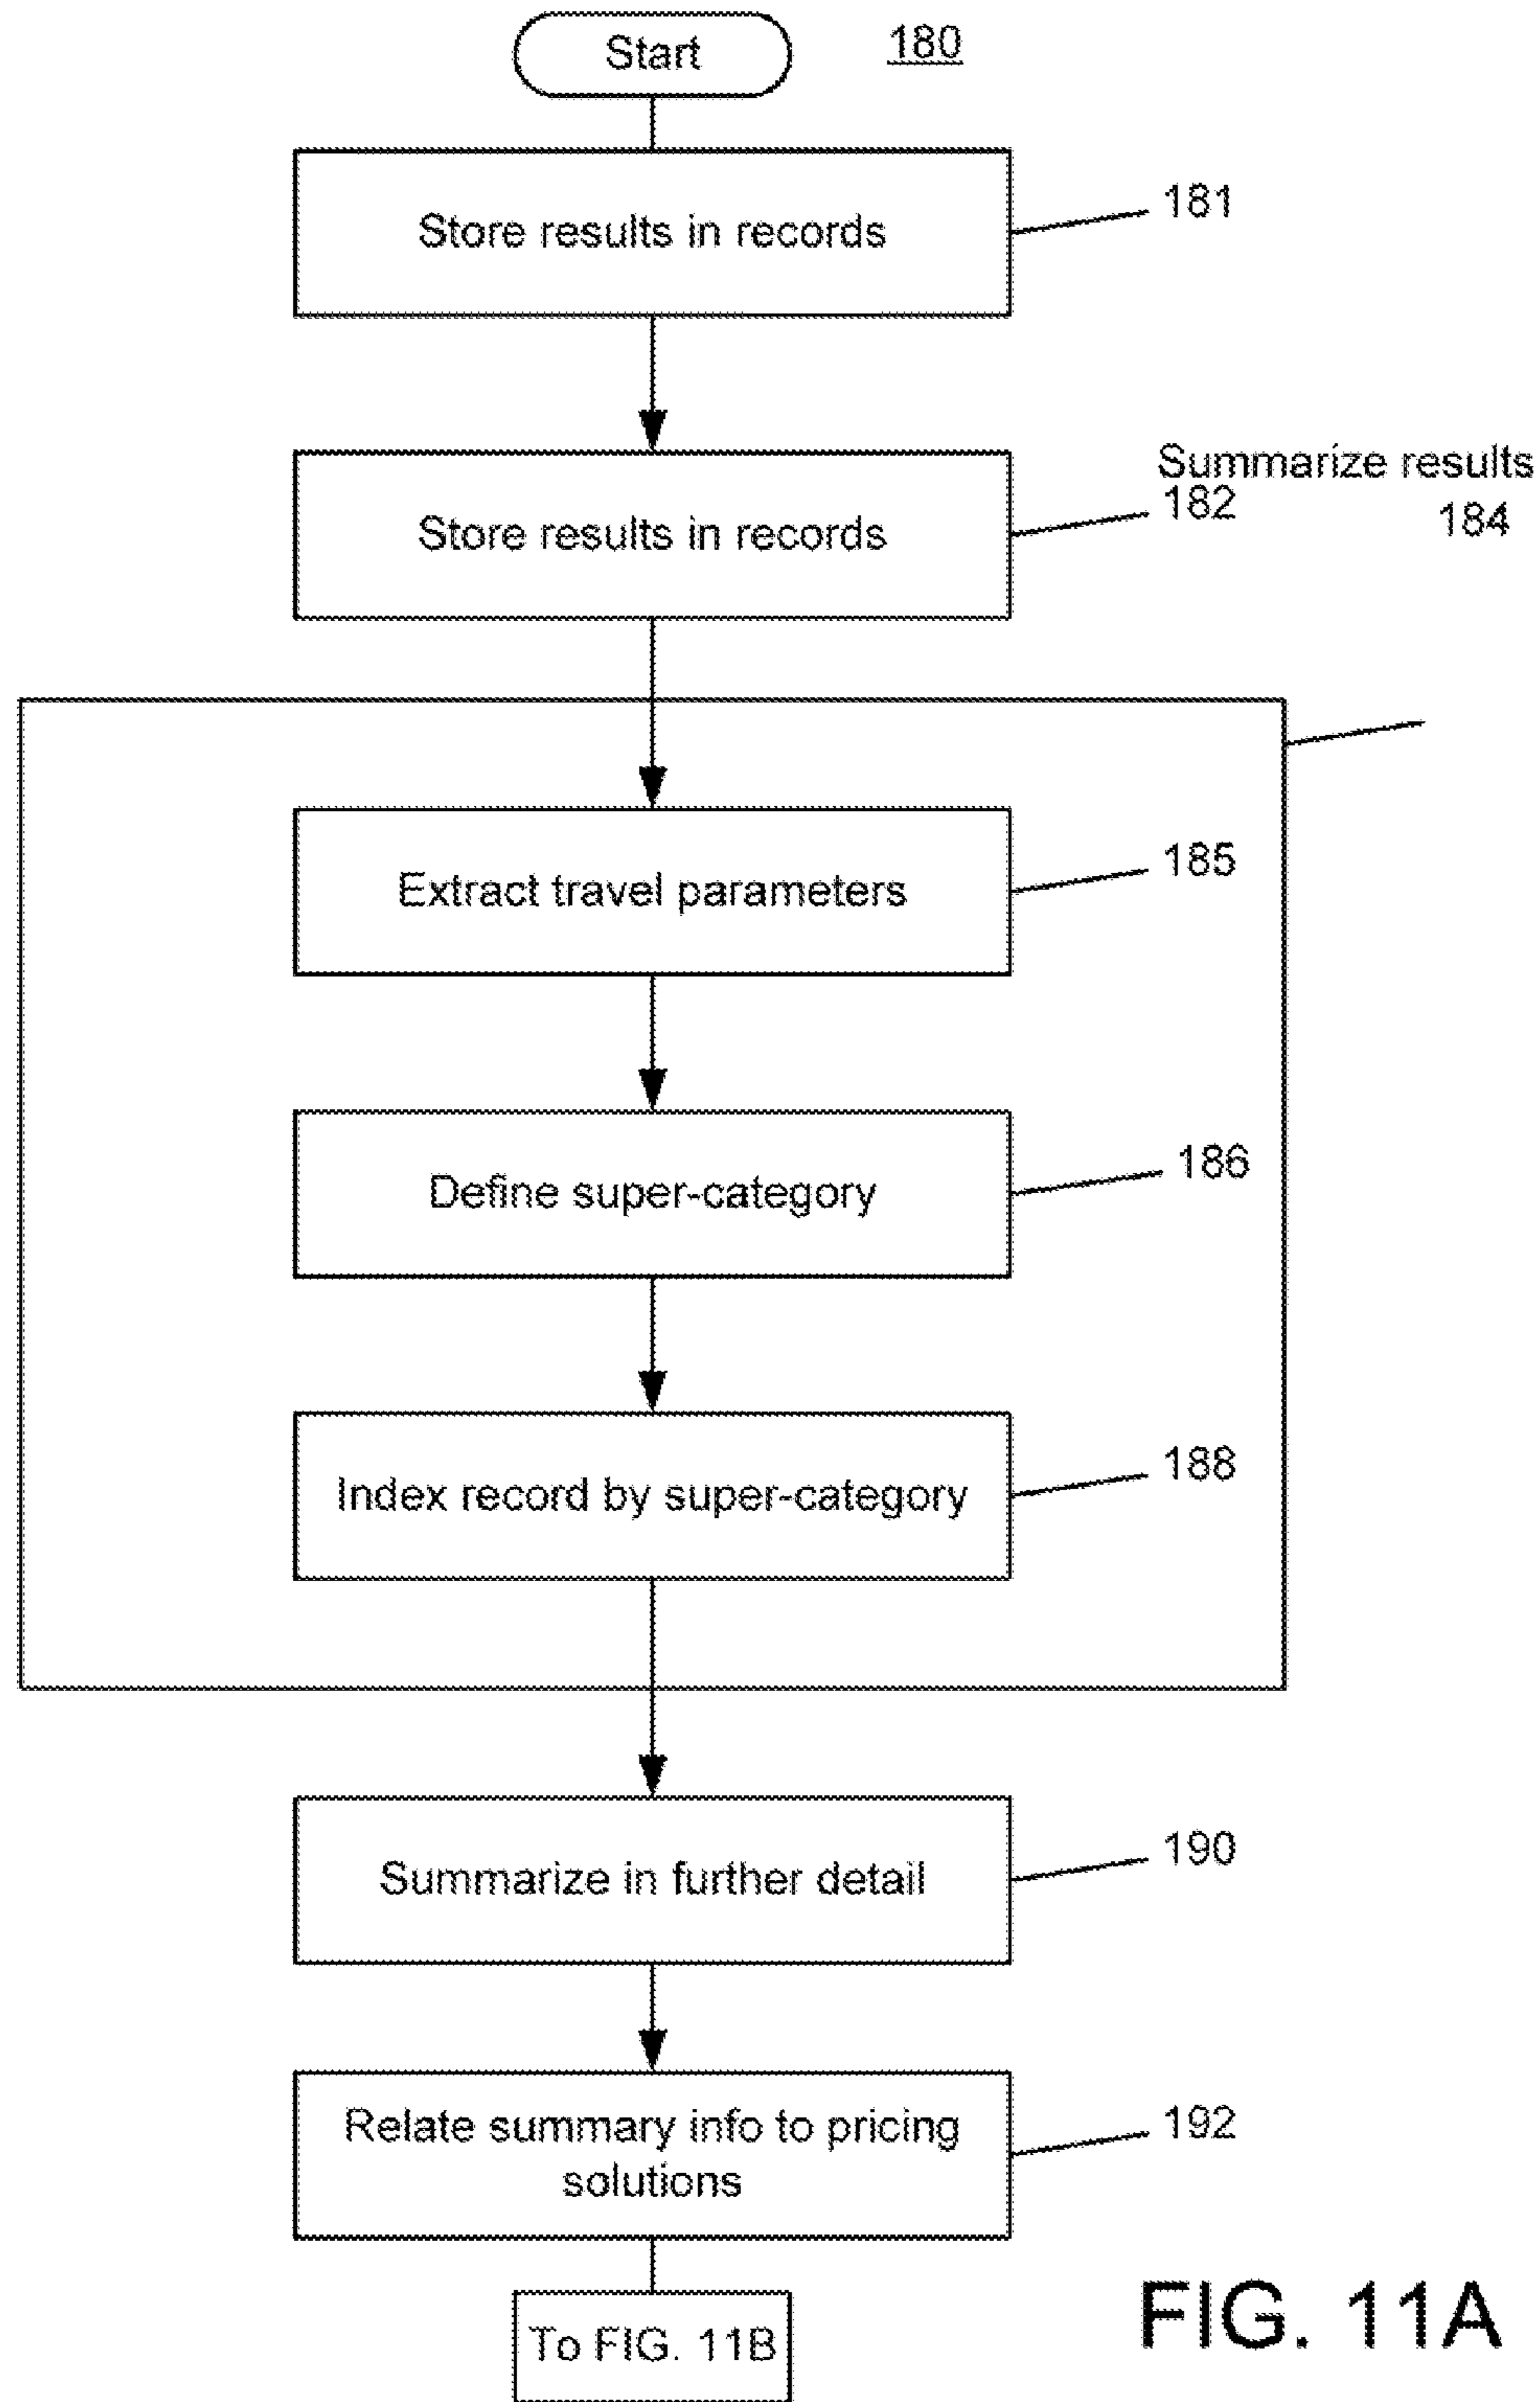 Start
180
Store results in records
181
Summarize results
Store results in records
182
184
Extract travel parameters
185
Define super-category
186
Index record by super-category
188
Summarize in further detail
190
Relate summary info to pricing
solutions
192
To FIG. 11B
FIG. 11A